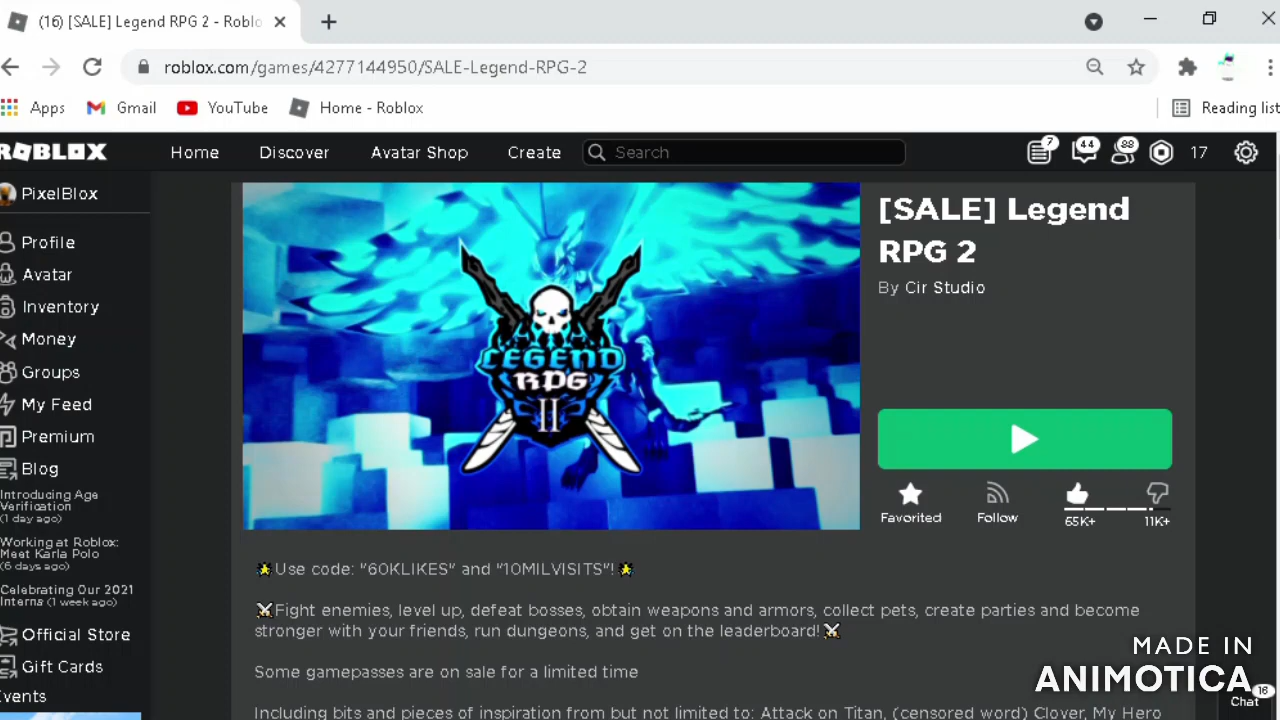 (16) [SALE] Legend RPG 2 - Roblo
roblox.com/games/4277144950/SALE-Legend-RPG-2
Apps Gmail YouTube Home - Roblox Reading list
ROBLOX Home Discover Avatar Shop Create Search 7 44 88 17
PixelBlox
Profile
Avatar
Inventory
Money
Groups
My Feed
Premium
Blog
Introducing Age
Verification
(1 day ago)
Working at Roblox:
Meet Karla Polo
(6 days ago)
Celebrating Our 2021
Interns (1 week ago)
Official Store
Gift Cards
Events
LEGEND
RPG
II
[SALE] Legend
RPG 2
By Cir Studio
Favorited Follow 65K+ 11K+
Use code: "60KLIKES" and "10MILVISITS"!
Fight enemies, level up, defeat bosses, obtain weapons and armors, collect pets, create parties and become
stronger with your friends, run dungeons, and get on the leaderboard!
Some gamepasses are on sale for a limited time
Including bits and pieces of inspiration from but not limited to: Attack on Titan, (censored word) Clover, My Hero
MADE IN
ANIMOTICA
16
Chat